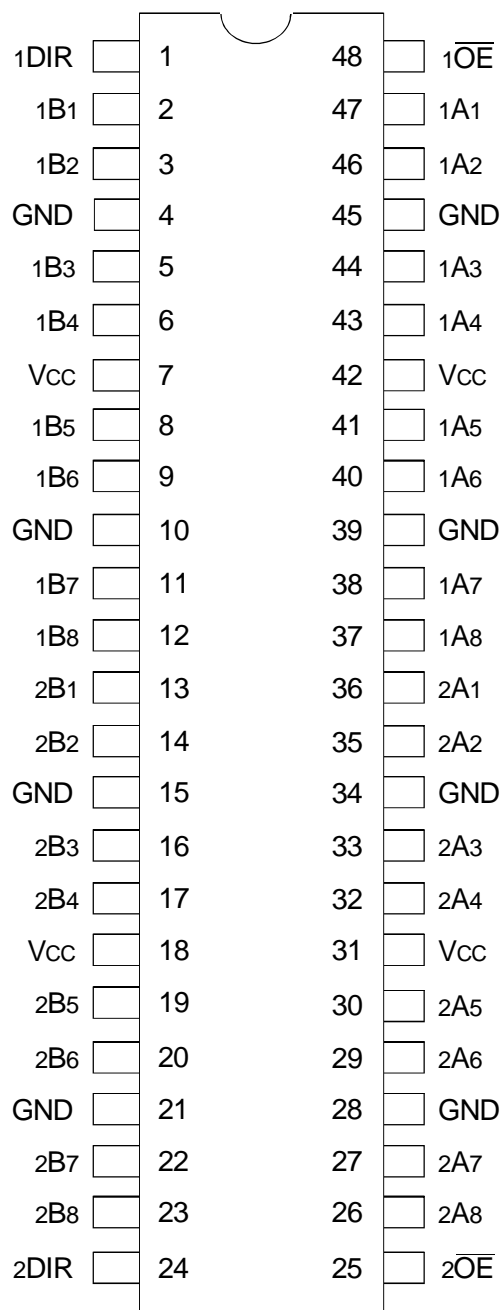 1DIR 1 48 1O̅E̅
1B1 2 47 1A1
1B2 3 46 1A2
GND 4 45 GND
1B3 5 44 1A3
1B4 6 43 1A4
VCC 7 42 VCC
1B5 8 41 1A5
1B6 9 40 1A6
GND 10 39 GND
1B7 11 38 1A7
1B8 12 37 1A8
2B1 13 36 2A1
2B2 14 35 2A2
GND 15 34 GND
2B3 16 33 2A3
2B4 17 32 2A4
VCC 18 31 VCC
2B5 19 30 2A5
2B6 20 29 2A6
GND 21 28 GND
2B7 22 27 2A7
2B8 23 26 2A8
2DIR 24 25 2O̅E̅